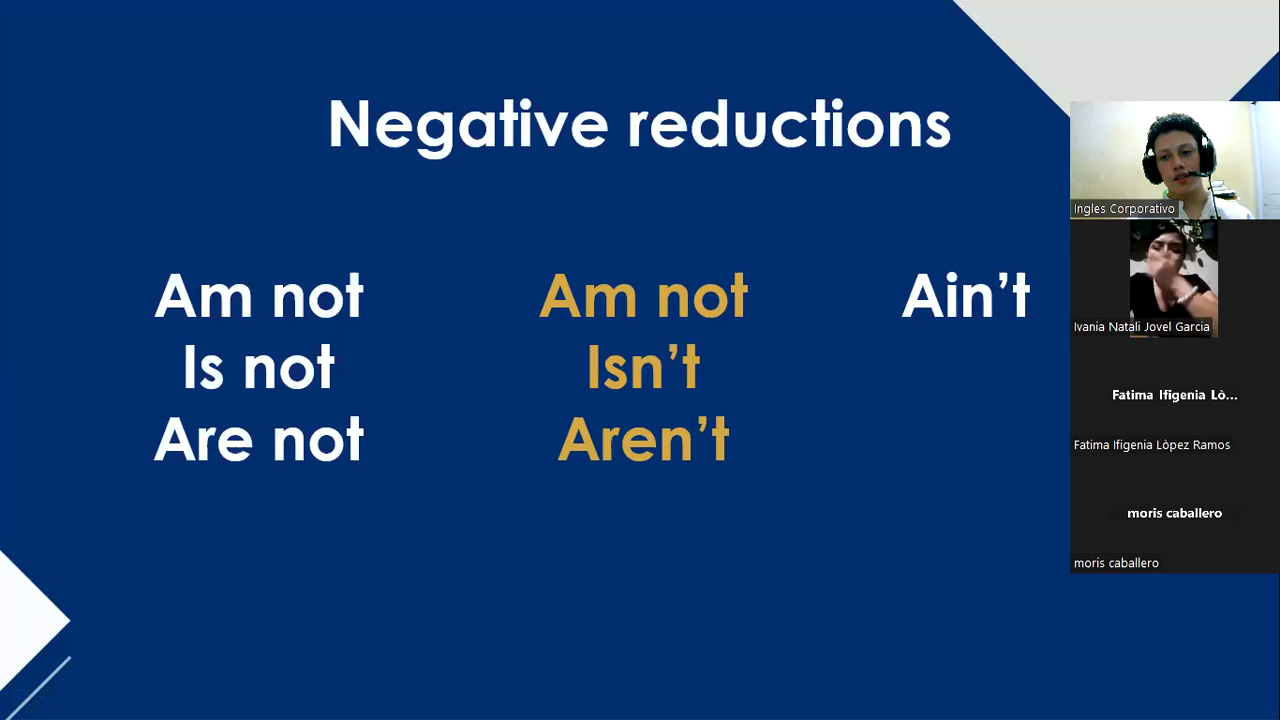 Negative reductions
Am not Am not Ain't
Is not Isn't
Are not Aren't
Ingles Corporativo
Ivania Natali Jovel Garcia
Fatima Ifigenia Lò...
Fatima Ifigenia Lòpez Ramos
moris caballero
moris caballero